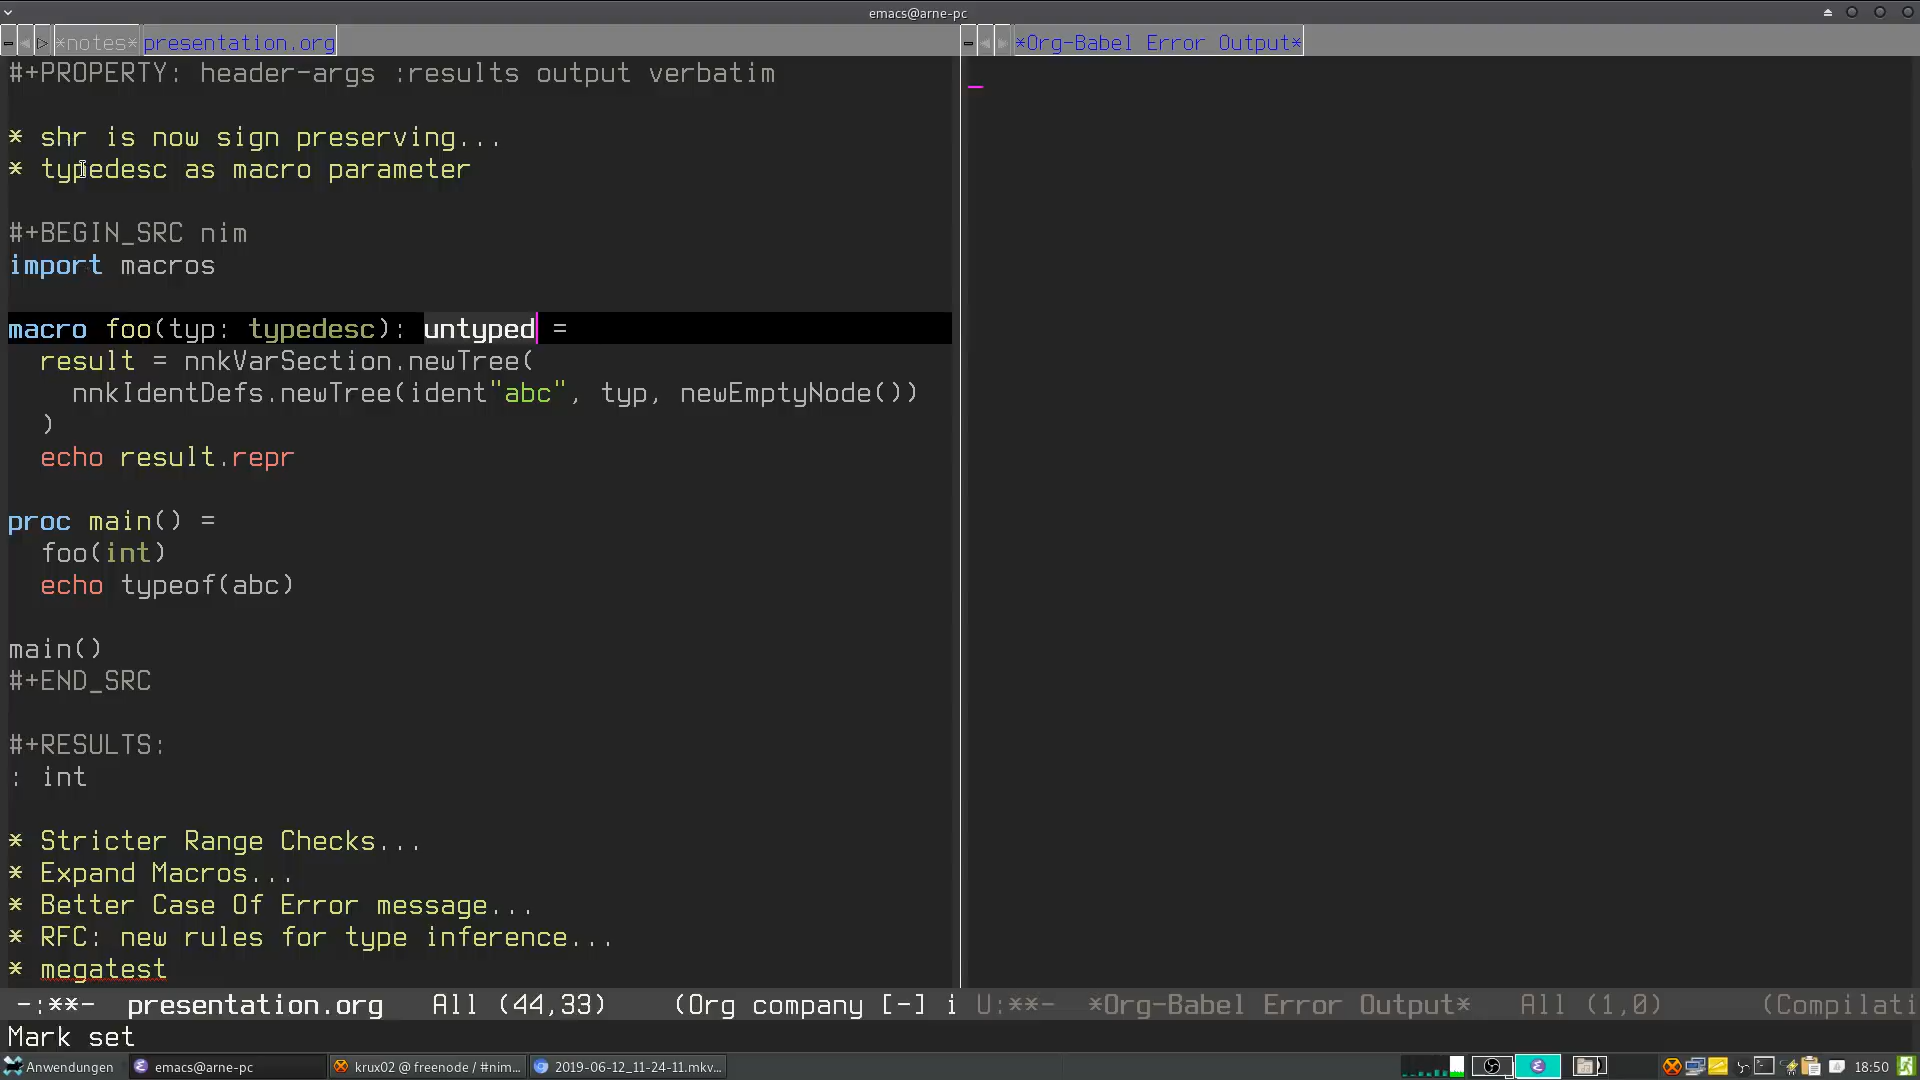 emacs@arne-pc
*notes* presentation.org
*Org-Babel Error Output*
#+PROPERTY: header-args :results output verbatim
* shr is now sign preserving...
* typedesc as macro parameter
#+BEGIN_SRC nim
import macros
macro foo(typ: typedesc): untyped =
  result = nnkVarSection.newTree(
    nnkIdentDefs.newTree(ident"abc", typ, newEmptyNode())
  )
  echo result.repr
proc main() =
  foo(int)
  echo typeof(abc)
main()
#+END_SRC
#+RESULTS:
: int
* Stricter Range Checks...
* Expand Macros...
* Better Case Of Error message...
* RFC: new rules for type inference...
* megatest
-:**-  presentation.org   All (44,33)    (Org company [-] i
U:**-  *Org-Babel Error Output*   All (1,0)    (Compilati
Mark set
Anwendungen
emacs@arne-pc
krux02 @ freenode / #nim...
2019-06-12_11-24-11.mkv...
18:50